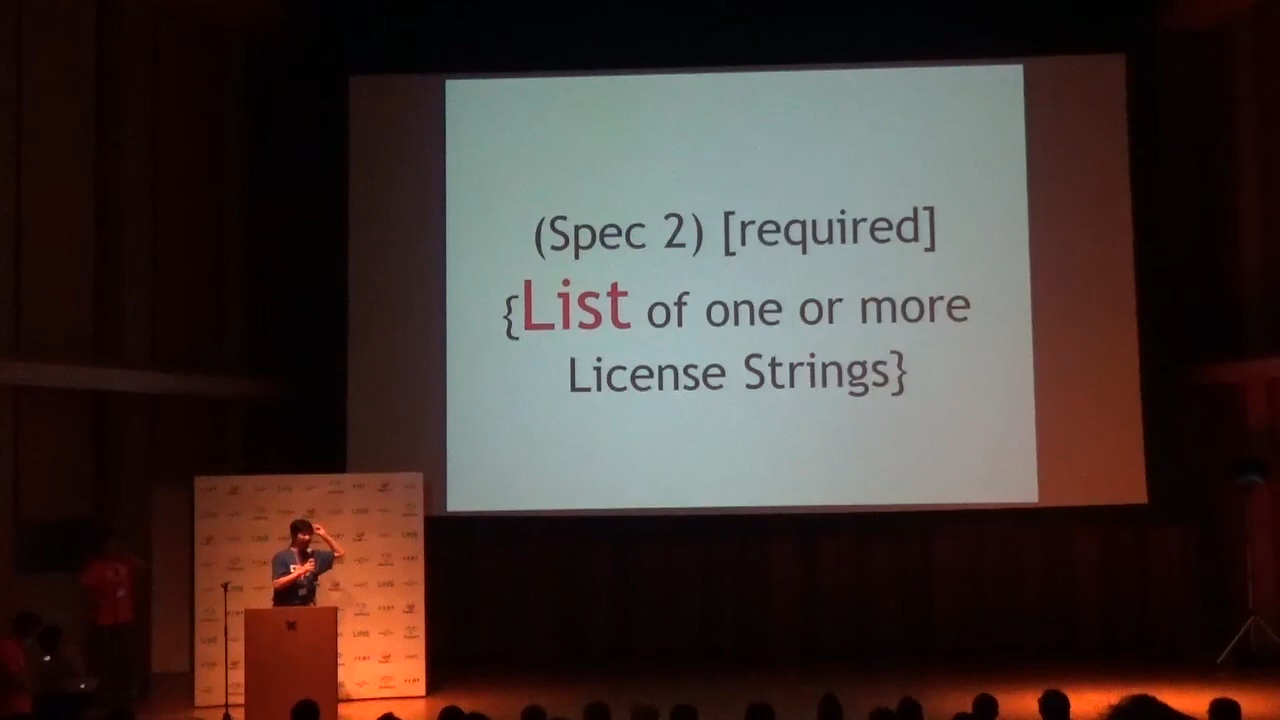 (Spec 2) [required]
{List of one or more
License Strings}